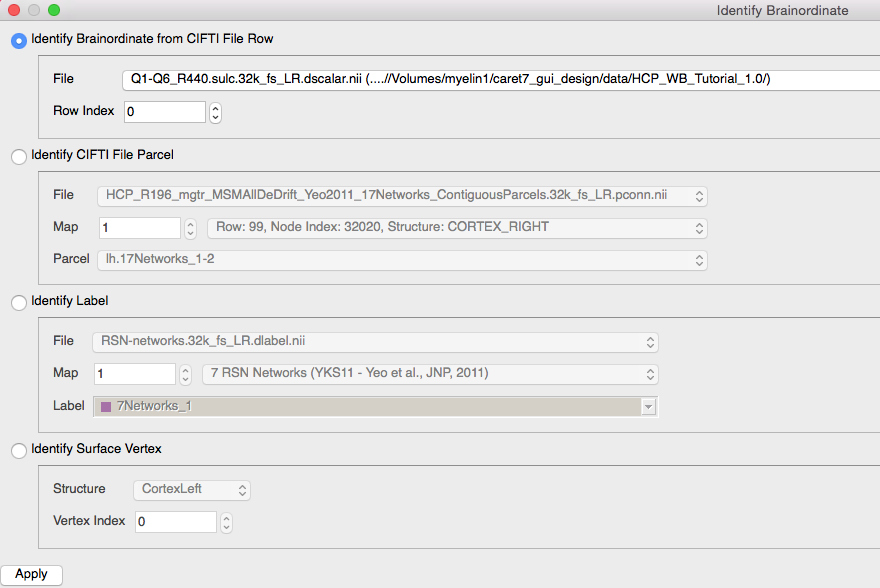 Identify Brainordinate
Identify Brainordinate from CIFTI File Row
File Q1-Q6_R440.sulc.32k_fs_LR.dscalar.nii (....//Volumes/myelin1/caret7_gui_design/data/HCP_WB_Tutorial_1.0/)
Row Index 0
Identify CIFTI File Parcel
File HCP_R196_mgtr_MSMAllDeDrift_Yeo2011_17Networks_ContiguousParcels.32k_fs_LR.pconn.nii
Map 1 Row: 99, Node Index: 32020, Structure: CORTEX_RIGHT
Parcel lh.17Networks_1-2
Identify Label
File RSN-networks.32k_fs_LR.dlabel.nii
Map 1 7 RSN Networks (YKS11 - Yeo et al., JNP, 2011)
Label 7Networks_1
Identify Surface Vertex
Structure CortexLeft
Vertex Index 0
Apply